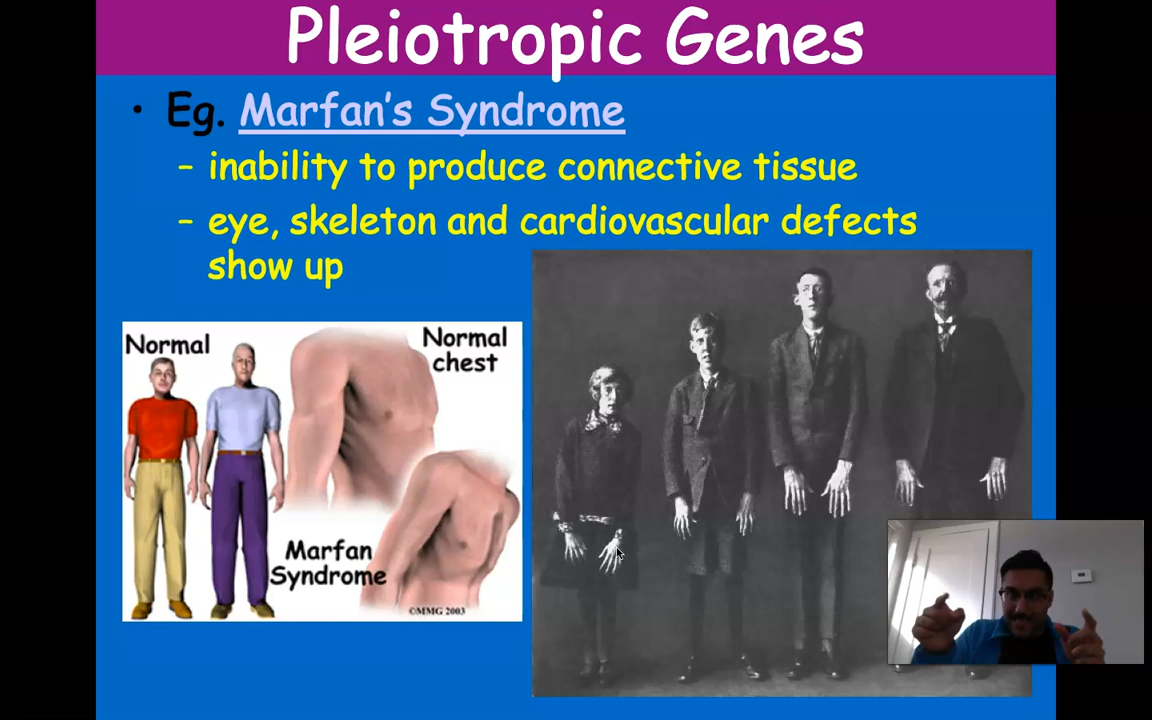 Pleiotropic Genes
• Eg. Marfan's Syndrome
– inability to produce connective tissue
– eye, skeleton and cardiovascular defects
show up
Normal
Normal
chest
Marfan
Syndrome
©MMG 2003